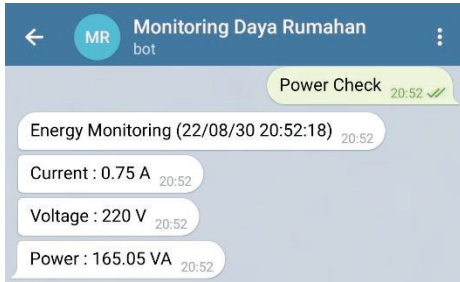 MR
Monitoring Daya Rumahan
bot
Power Check 20:52
Energy Monitoring (22/08/30 20:52:18) 20:52
Current : 0.75 A 20:52
Voltage : 220 V 20:52
Power : 165.05 VA 20:52